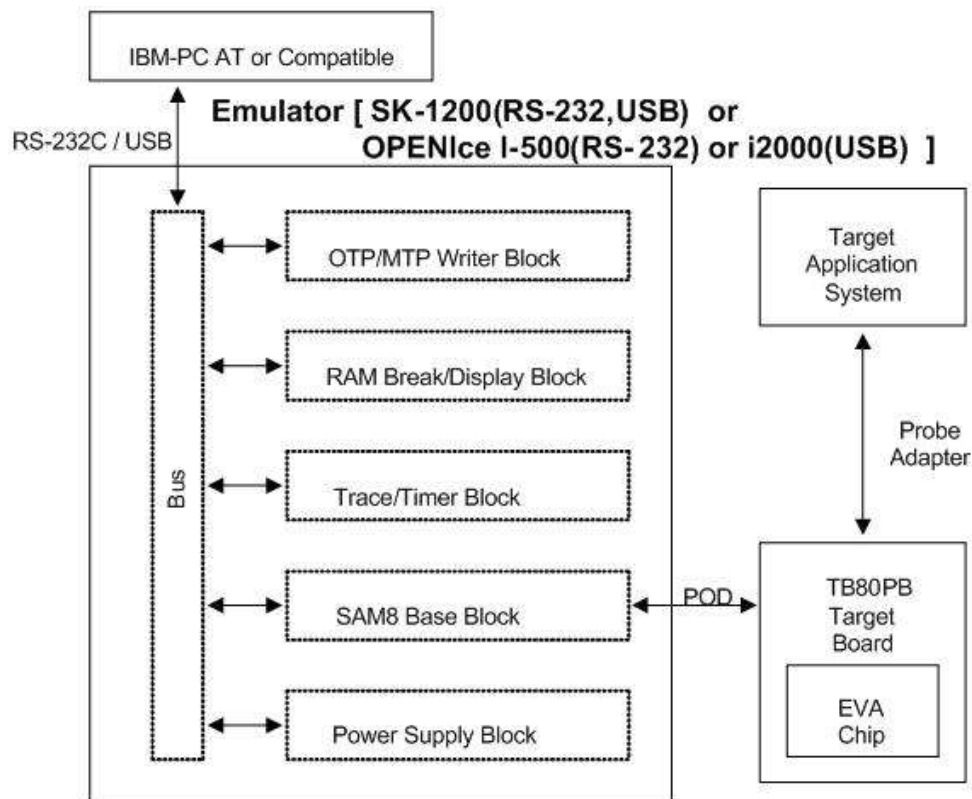 IBM-PC AT or Compatible
RS-232C / USB
Emulator [ SK-1200(RS-232,USB) or
OPENIce I-500(RS-232) or i2000(USB) ]
Bus
OTP/MTP Writer Block
RAM Break/Display Block
Trace/Timer Block
SAM8 Base Block
Power Supply Block
POD
Target
Application
System
Probe
Adapter
TB80PB
Target
Board
EVA
Chip